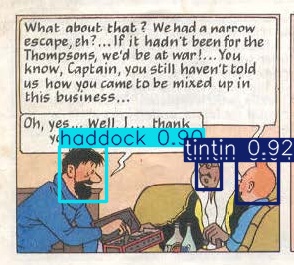 What about that? We had a narrow
escape, eh?... If it hadn't been for the
Thompsons, we'd be at war!... You
know, Captain, you still haven't told
us how you came to be mixed up in
this business...
Oh, yes... Well I... thank
haddock 0.90
tintin 0.92